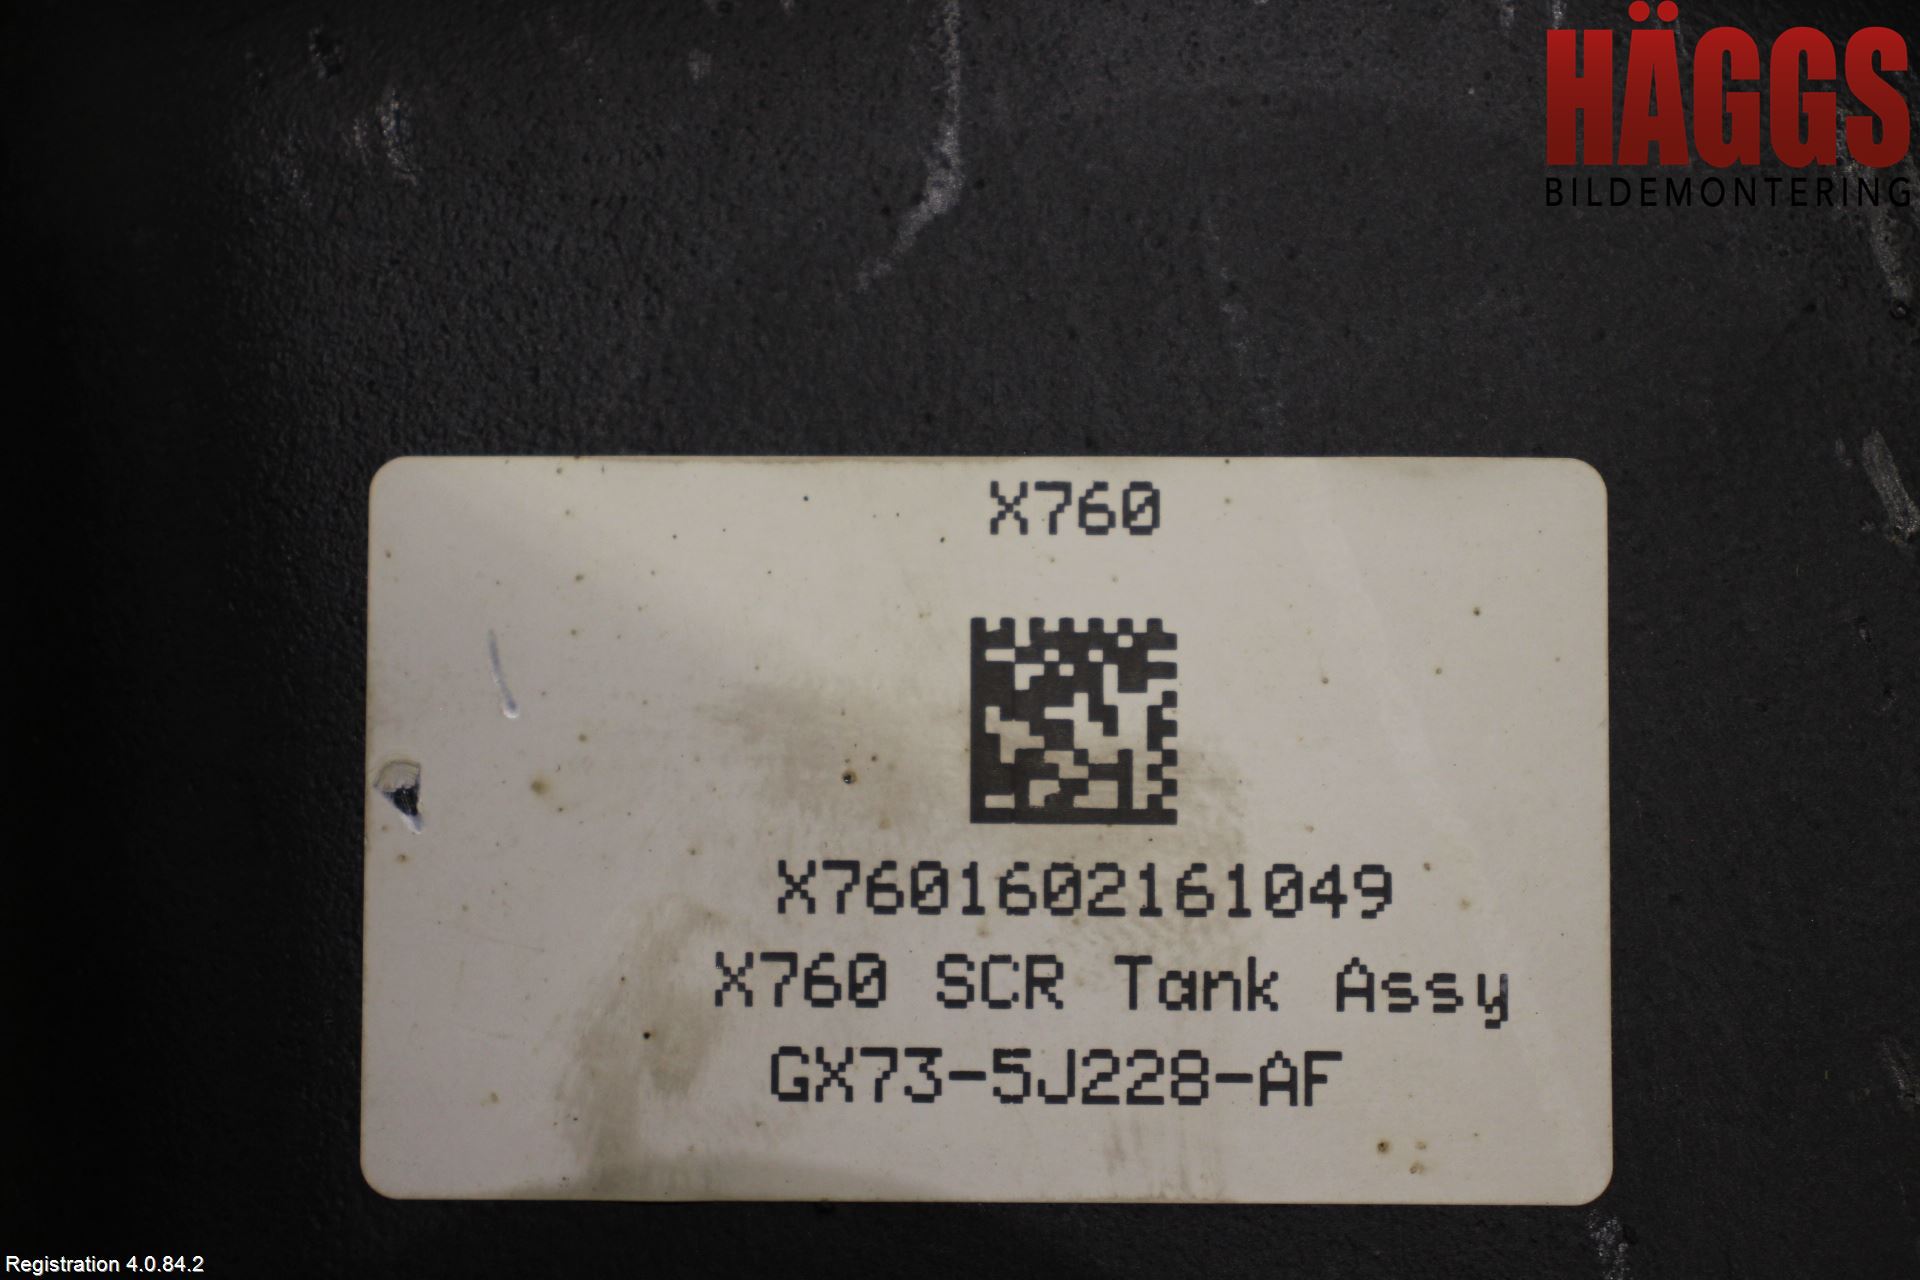 HÄGGS
BILDEMONTERING
X760
X7601602161049
X760 SCR Tank Assy
GX73-5J228-AF
Registration 4.0.84.2